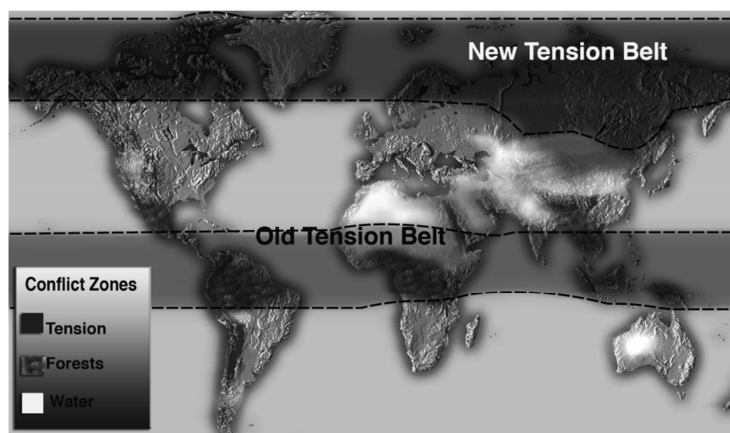 New Tension Belt
Old Tension Belt
Conflict Zones
Tension
Forests
Water